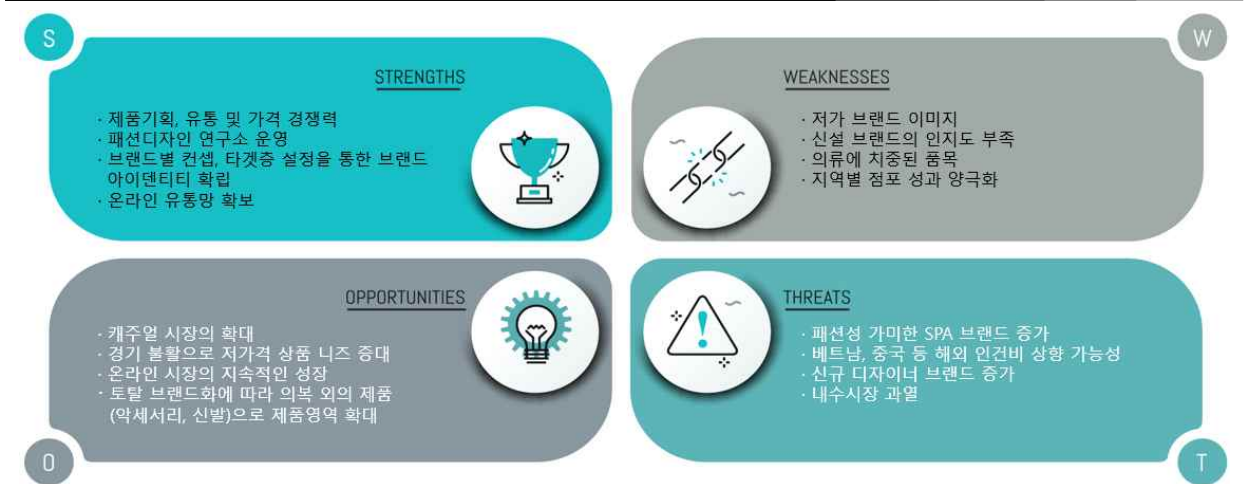 S
STRENGTHS
· 제품기획, 유통 및 가격 경쟁력
· 패션디자인 연구소 운영
· 브랜드별 컨셉, 타겟층 설정을 통한 브랜드
아이덴티티 확립
· 온라인 유통망 확보
W
WEAKNESSES
· 저가 브랜드 이미지
· 신설 브랜드의 인지도 부족
· 의류에 치중된 품목
· 지역별 점포 성과 양극화
OPPORTUNITIES
· 캐주얼 시장의 확대
· 경기 불활으로 저가격 상품 니즈 증대
· 온라인 시장의 지속적인 성장
· 토탈 브랜드화에 따라 의복 외의 제품
(악세서리, 신발)으로 제품영역 확대
O
THREATS
· 패션성 가미한 SPA 브랜드 증가
· 베트남, 중국 등 해외 인건비 상향 가능성
· 신규 디자이너 브랜드 증가
· 내수시장 과열
T